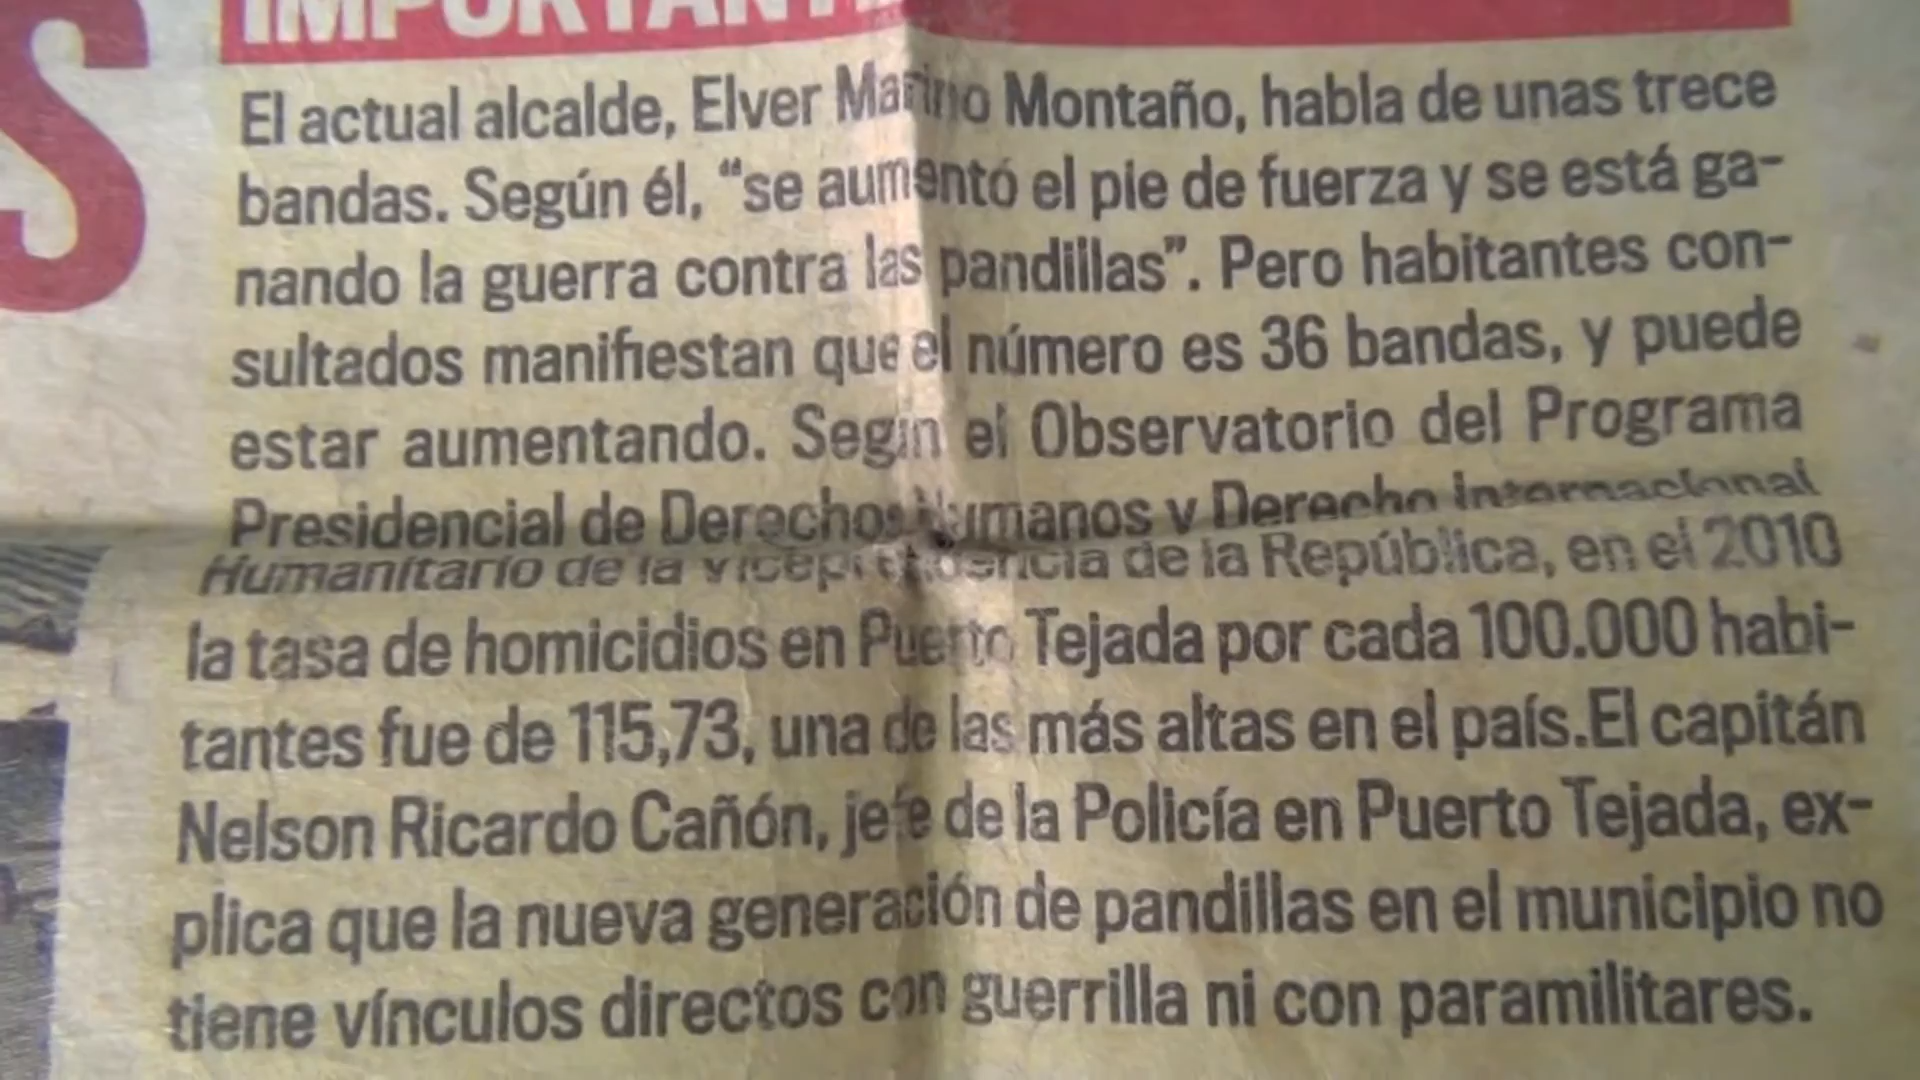 S
IMPORTANTE
El actual alcalde, Elver Marino Montaño, habla de unas trece
bandas. Según él, “se aumentó el pie de fuerza y se está ga-
nando la guerra contra las pandillas”. Pero habitantes con-
sultados manifiestan que el número es 36 bandas, y puede
estar aumentando. Según el Observatorio del Programa
Presidencial de Derechos Humanos y Derecho Internacional
Humanitario de la Vicepresidencia de la República, en el 2010
la tasa de homicidios en Puerto Tejada por cada 100.000 habi-
tantes fue de 115,73, una de las más altas en el país.El capitán
Nelson Ricardo Cañón, jefe de la Policía en Puerto Tejada, ex-
plica que la nueva generación de pandillas en el municipio no
tiene vínculos directos con guerrilla ni con paramilitares.